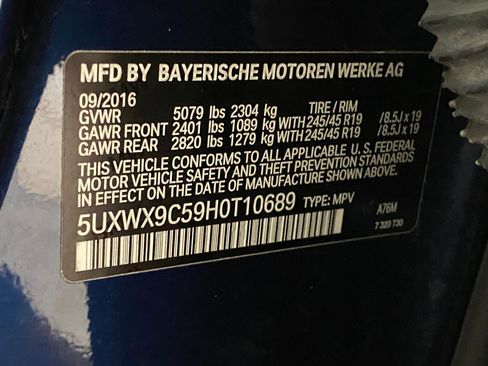 MFD BY BAYERISCHE MOTOREN WERKE AG
09/2016
GVWR 5079 lbs 2304 kg TIRE / RIM
GAWR FRONT 2401 lbs 1089 kg WITH 245/45 R19 /8.5J x 19
GAWR REAR 2820 lbs 1279 kg WITH 245/45 R19 /8.5J x 19
THIS VEHICLE CONFORMS TO ALL APPLICABLE U.S. FEDERAL
MOTOR VEHICLE SAFETY, BUMPER, AND THEFT PREVENTION STANDARDS
IN EFFECT ON THE DATE OF MANUFACTURE SHOWN ABOVE.
5UXWX9C59H0T10689 TYPE: MPV A76M
7 320 730